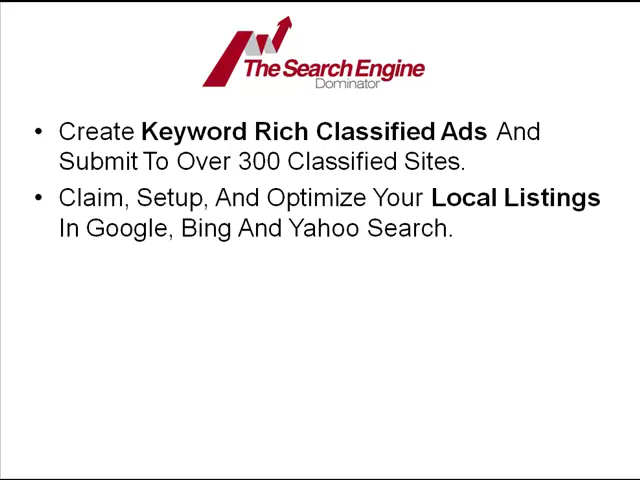 The Search Engine
Dominator
• Create Keyword Rich Classified Ads And
Submit To Over 300 Classified Sites.
• Claim, Setup, And Optimize Your Local Listings
In Google, Bing And Yahoo Search.